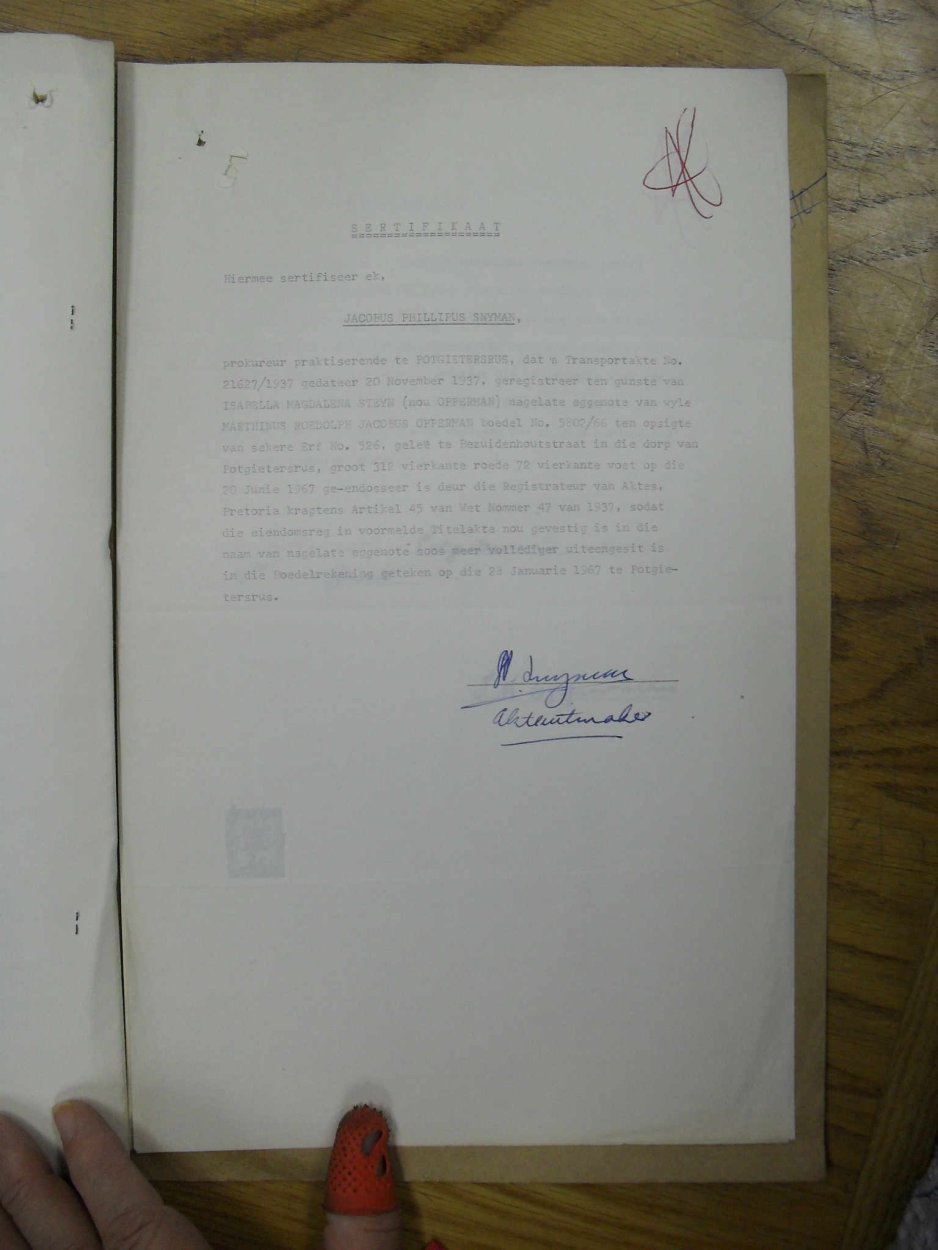 S E R T I F I K A A T
Hiermee sertifiseer ek,
JACOBUS PHILLIPUS SNYMAN,
prokureur praktiserende te POTGIETERSRUS, dat 'n Transportakte No.
21627/1937 gedateer 20 November 1937, geregistreer ten gunste van
ISABELLA MAGDALENA STEYN (nou OPPERMAN) nagelate eggenote van wyle
MARTHINUS ROEDOLPH JACOBUS OPPERMAN boedel No. 5802/66 ten opsigte
van sekere Erf No. 526, geleë te Bezuidenhoutstraat in die dorp van
Potgietersrus, groot 312 vierkante roede 72 vierkante voet op die
20 Junie 1967 ge-endosseer is deur die Registrateur van Aktes,
Pretoria kragtens Artikel 45 van Wet Nommer 47 van 1937, sodat
die eiendomsreg in voormelde Titelakte nou gevestig is in die
naam van nagelate eggenote soos meer vollediger uiteengesit is
in die Boedelrekening geteken op die 23 Januarie 1967 te Potgie-
tersrus.
Snyman
Aktevitmaker